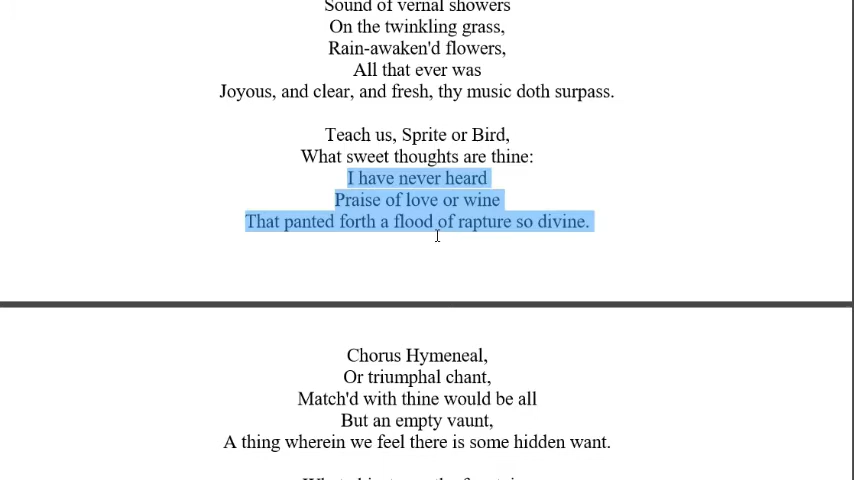 Sound of vernal showers
On the twinkling grass,
Rain-awaken'd flowers,
All that ever was
Joyous, and clear, and fresh, thy music doth surpass.
Teach us, Sprite or Bird,
What sweet thoughts are thine:
I have never heard
Praise of love or wine
That panted forth a flood of rapture so divine.
Chorus Hymeneal,
Or triumphal chant,
Match'd with thine would be all
But an empty vaunt,
A thing wherein we feel there is some hidden want.